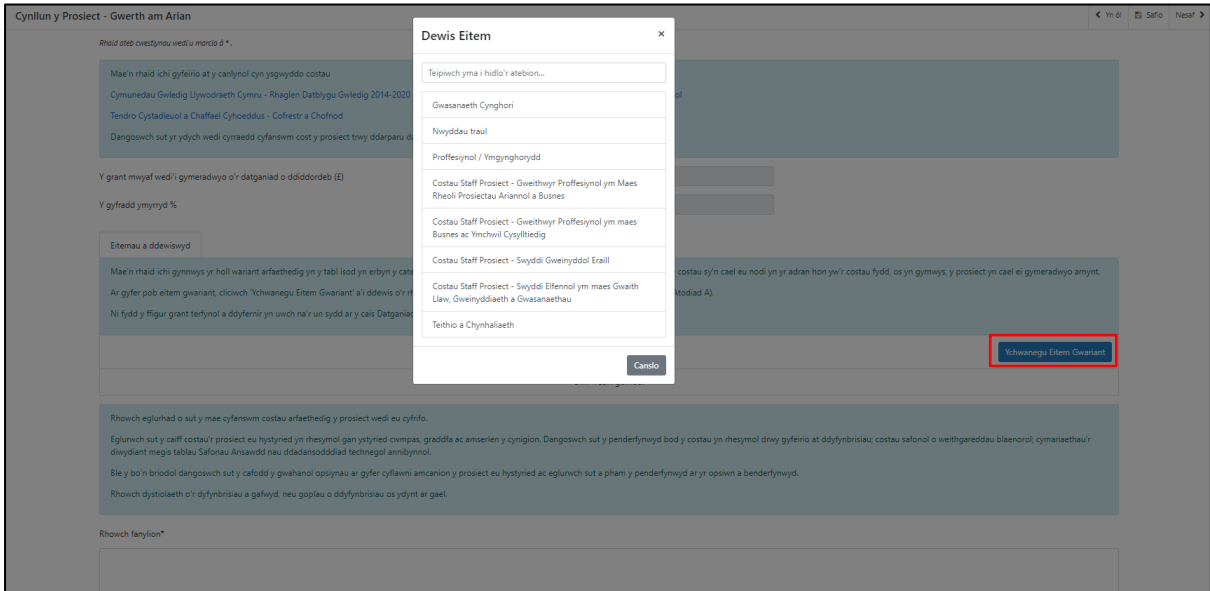 Cynllun y Prosiect - Gwerth am Arian
Yn ôl
Safio
Nesaf
Rhaid ateb cwestiynau wedi'u marcio â * .
Mae'n rhaid ichi gyfeirio at y canlynol cyn ysgwyddo costau
Cymunedau Gwledig Llywodraeth Cymru - Rhaglen Datblygu Gwledig 2014-2020
ol
Tendro Cystadleuol a Chaffael Cyhoeddus - Cofrestr a Chofnod
Dangoswch sut yr ydych wedi cyrraedd cyfanswm cost y prosiect trwy ddarparu
Y grant mwyaf wedi'i gymeradwyo o'r datganiad o ddiddordeb (£)
Y gyfradd ymyrryd %
Eitemau a ddewiswyd
Mae'n rhaid ichi gynnwys yr holl wariant arfaethedig yn y tabl isod yn erbyn y
costau sy'n cael eu nodi yn yr adran hon yw'r costau fydd, os yn gymwys, y prosiect yn cael ei gymeradwyo arnynt.
Ar gyfer pob eitem gwariant, cliciwch 'Ychwanegu Eitem Gwariant' a'i ddewis o'r
Atodiad A).
Ni fydd y ffigur grant terfynol a ddyfernir yn uwch na'r un sydd ar y cais
Ychwanegu Eitem Gwariant
Dewis Eitem
×
Teipiwch yma i hidlo'r atebion...
Gwasanaeth Cynghori
Nwyddau traul
Proffesiynol / Ymgynghorydd
Costau Staff Prosiect - Gweithwyr Proffesiynol ym Maes
Rheoli Prosiectau Ariannol a Busnes
Costau Staff Prosiect - Gweithwyr Proffesiynol ym maes
Busnes ac Ymchwil Cysylltiedig
Costau Staff Prosiect - Swyddi Gweinyddol Eraill
Costau Staff Prosiect - Swyddi Elfennol ym maes Gwaith
Llaw, Gweinyddiaeth a Gwasanaethau
Teithio a Chynhaliaeth
Canslo
Rhowch eglurhad o sut y mae cyfanswm costau arfaethedig y prosiect wedi eu cyfrifo.
Eglurwch sut y caiff costau'r prosiect eu hystyried yn rhesymol gan ystyried cwmpas, graddfa ac amserlen y cynigion. Dangoswch sut y penderfynwyd bod y costau yn rhesymol drwy gyfeirio at ddyfynbrisiau; costau safonol o weithgareddau blaenorol; cymariaethau'r
diwydiant megis tablau Safonau Ansawdd nau ddadansodddiad technegol annibynnol.
Ble y bo'n briodol dangoswch sut y cafodd y gwahanol opsiynau ar gyfer cyflawni amcanion y prosiect eu hystyried ac eglurwch sut a pham y penderfynwyd ar yr opsiwn a benderfynwyd.
Rhowch dystiolaeth o'r dyfynbrisiau a gafwyd, neu gopïau o ddyfynbrisiau os ydynt ar gael.
Rhowch fanylion*